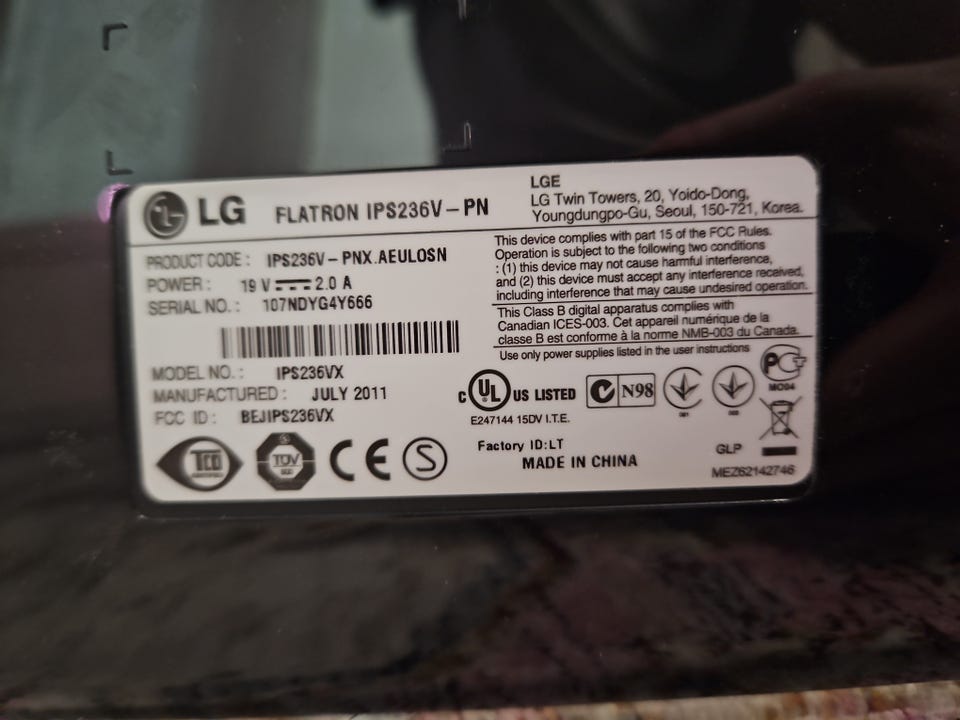 LG FLATRON IPS236V-PN
LGE
LG Twin Towers, 20, Yoido-Dong,
Youngdungpo-Gu, Seoul, 150-721, Korea.
PRODUCT CODE : IPS236V-PNX.AEULOSN
POWER : 19 V 2.0 A
SERIAL NO. : 107NDYG4Y666
MODEL NO. : IPS236VX
MANUFACTURED : JULY 2011
FCC ID : BEJIPS236VX
TCO
TÜV
CE
S
This device complies with part 15 of the FCC Rules.
Operation is subject to the following two conditions
: (1) this device may not cause harmful interference,
and (2) this device must accept any interference received,
including interference that may cause undesired operation.
This Class B digital apparatus complies with
Canadian ICES-003. Cet appareil numérique de la
classe B est conforme à la norme NMB-003 du Canada.
Use only power supplies listed in the user instructions
C UL US LISTED N98
E247144 15DV I.T.E.
MO04
Factory ID:LT
MADE IN CHINA
GLP
MEZ62142746